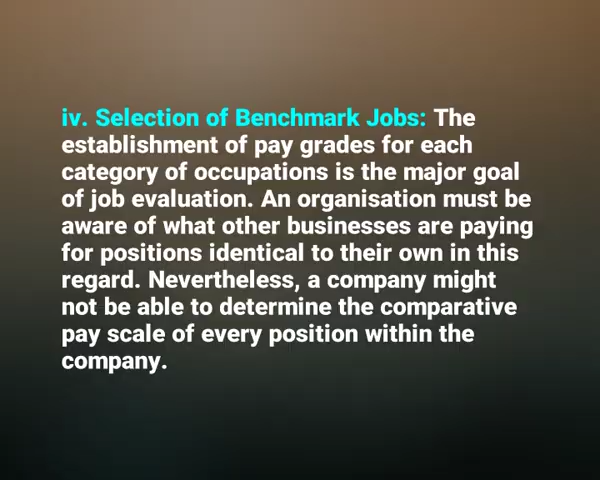 iv. Selection of Benchmark Jobs: The
establishment of pay grades for each
category of occupations is the major goal
of job evaluation. An organisation must be
aware of what other businesses are paying
for positions identical to their own in this
regard. Nevertheless, a company might
not be able to determine the comparative
pay scale of every position within the
company.